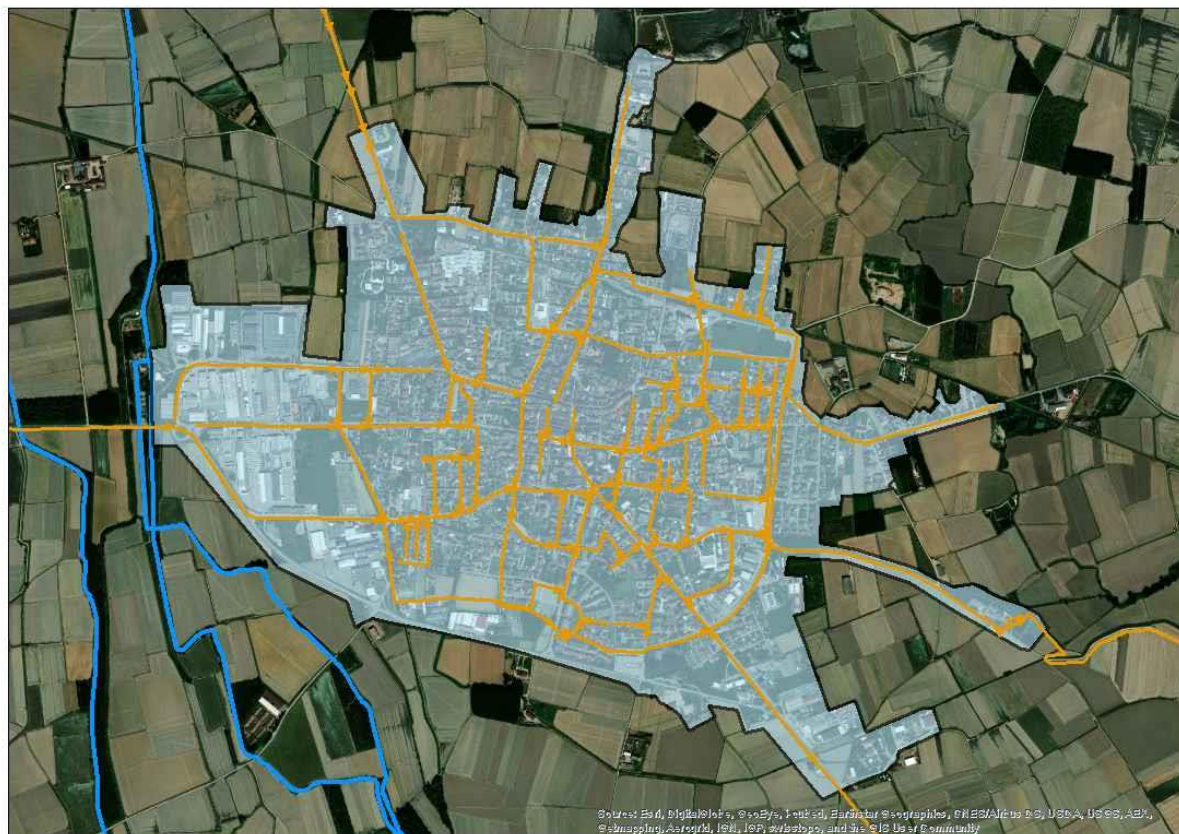 Source: Esri, DigitalGlobe, GeoEye, Earthstar Geographics, CNES/Airbus DS, USDA, USGS, AEX,
Getmapping, Aerogrid, IGN, IGP, swisstopo, and the GIS User Community